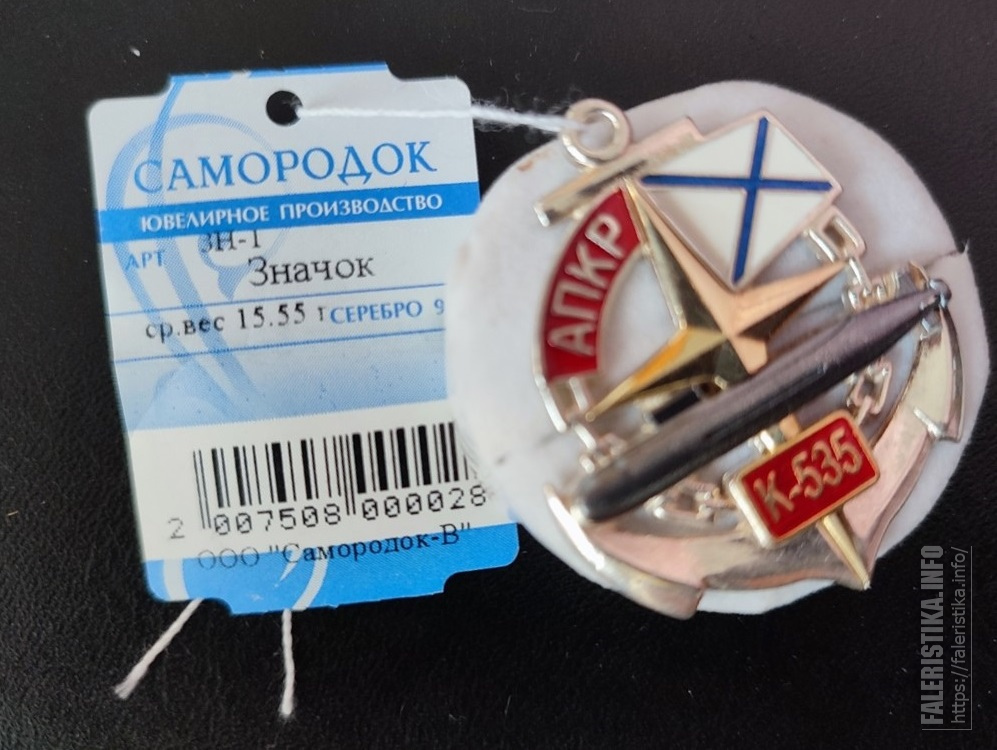 САМОРОДОК
ЮВЕЛИРНОЕ ПРОИЗВОДСТВО
АРТ ЗН-1
Значок
ср.вес 15.55 г СЕРЕБРО 9
2 007508 000028
ООО "Самородок-В"
АПКР
К-535
FALERISTIKA.INFO
https://faleristika.info/